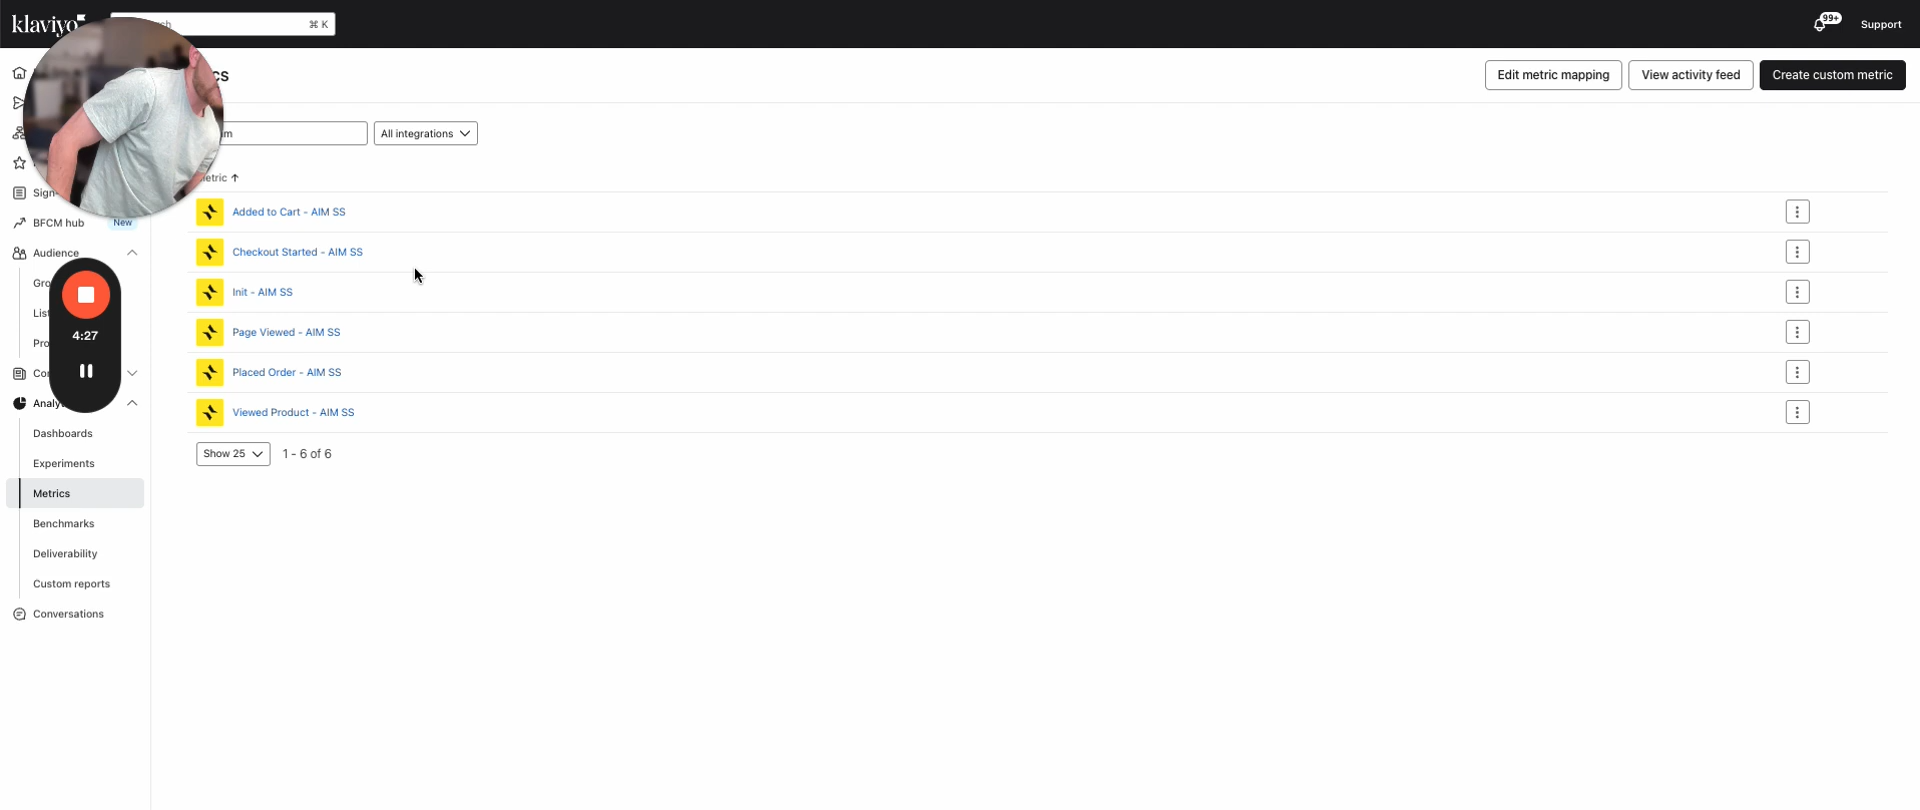 klaviyo
⌘ K
99+
Support
Edit metric mapping
View activity feed
Create custom metric
All integrations
BFCM hub
New
Audience
4:27
Dashboards
Experiments
Metrics
Benchmarks
Deliverability
Custom reports
Conversations
Added to Cart - AIM SS
Checkout Started - AIM SS
Init - AIM SS
Page Viewed - AIM SS
Placed Order - AIM SS
Viewed Product - AIM SS
Show 25
1 - 6 of 6